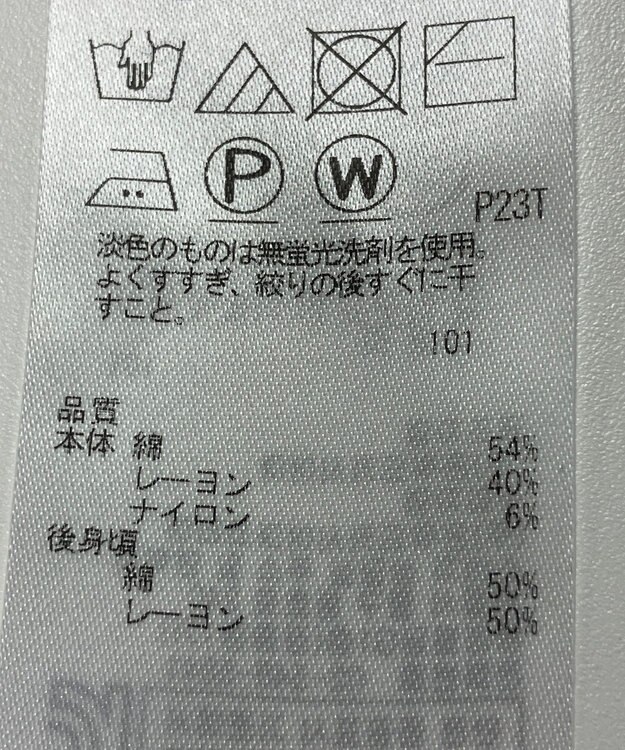 P W
P23T
淡色のものは無蛍光洗剤を使用。
よくすすぎ、絞りの後すぐに干
すこと。
101
品質
本体 綿 54%
レーヨン 40%
ナイロン 6%
後身頃
綿 50%
レーヨン 50%